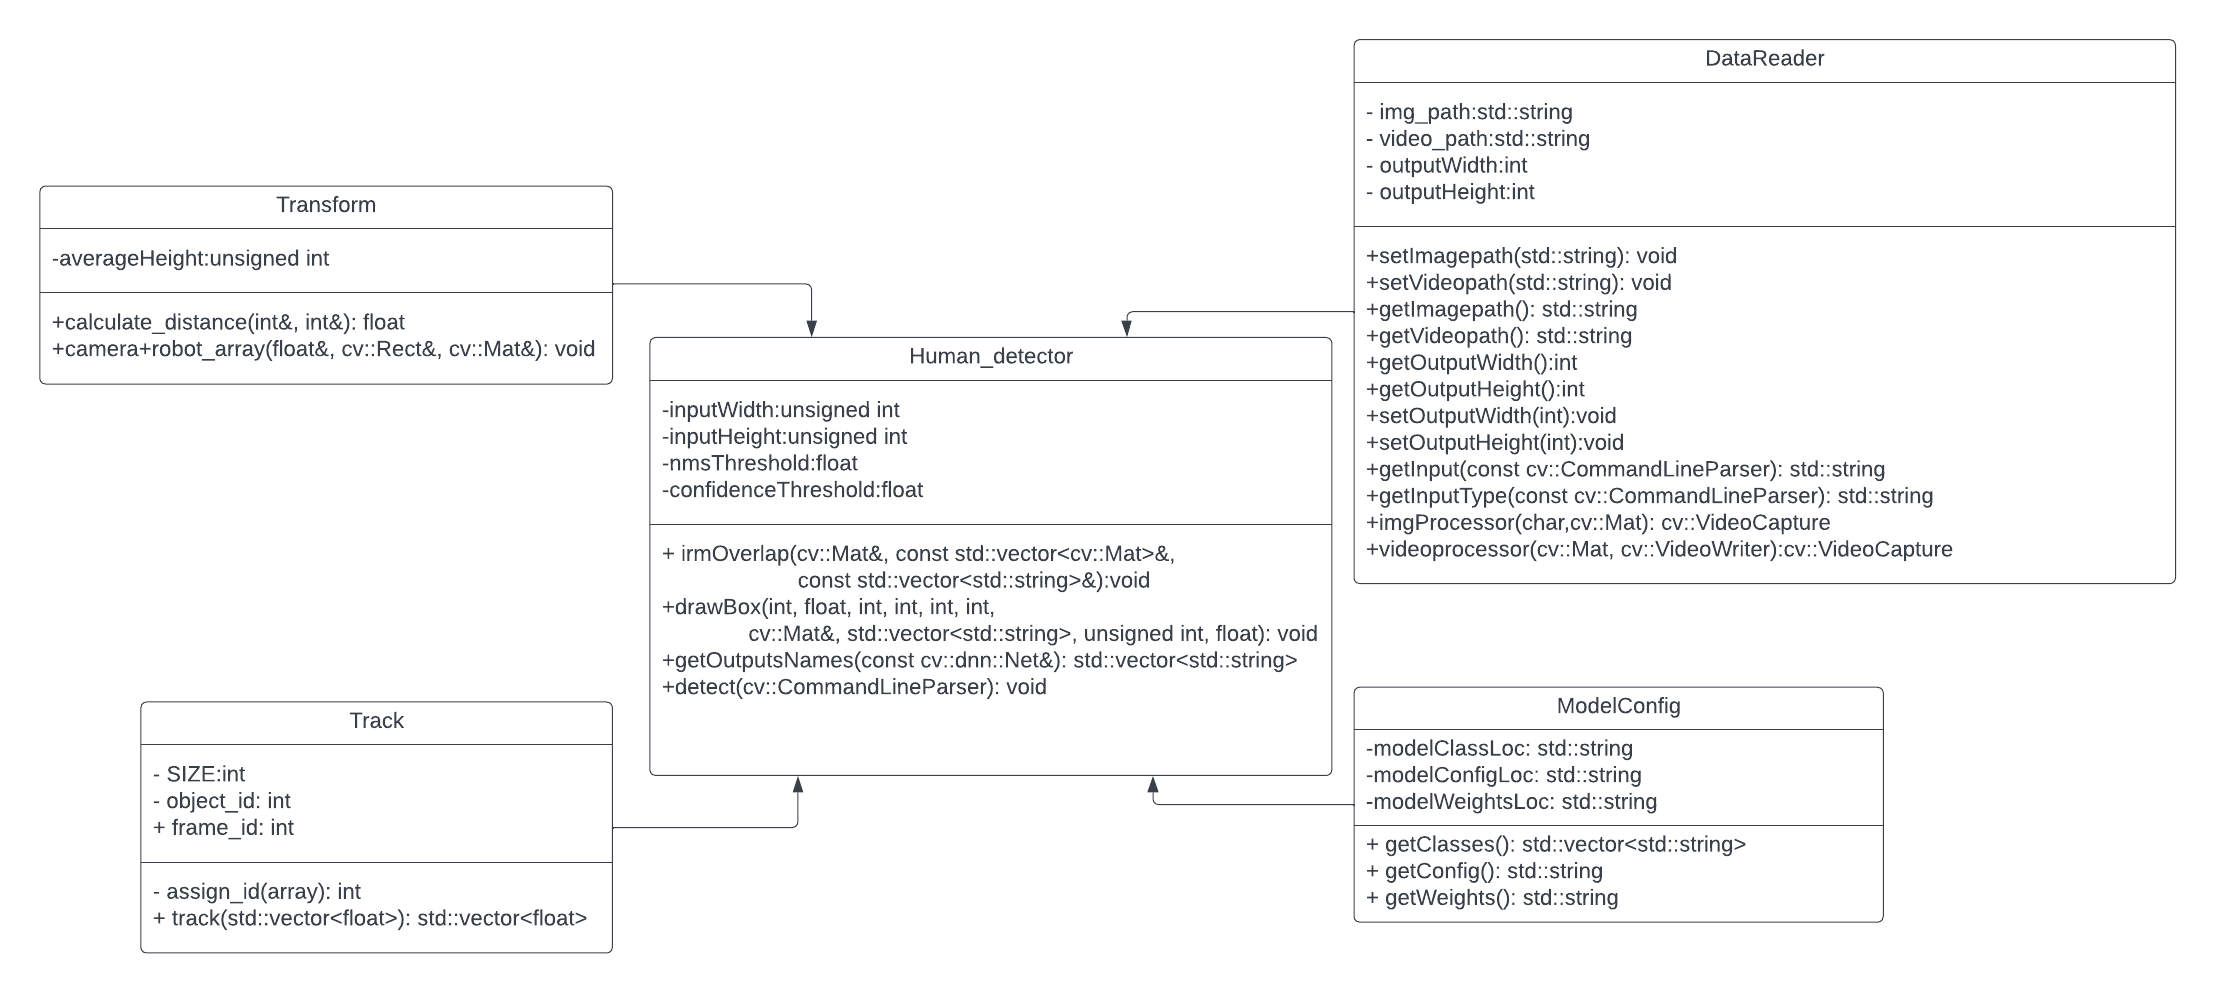 Transform
-averageHeight:unsigned int
+calculate_distance(int&, int&): float
+camera+robot_array(float&, cv::Rect&, cv::Mat&): void
Track
- SIZE:int
- object_id: int
+ frame_id: int
- assign_id(array): int
+ track(std::vector<float>): std::vector<float>
Human_detector
-inputWidth:unsigned int
-inputHeight:unsigned int
-nmsThreshold:float
-confidenceThreshold:float
+ irmOverlap(cv::Mat&, const std::vector<cv::Mat>&,
const std::vector<std::string>&):void
+drawBox(int, float, int, int, int, int,
cv::Mat&, std::vector<std::string>, unsigned int, float): void
+getOutputsNames(const cv::dnn::Net&): std::vector<std::string>
+detect(cv::CommandLineParser): void
DataReader
- img_path:std::string
- video_path:std::string
- outputWidth:int
- outputHeight:int
+setImagepath(std::string): void
+setVideopath(std::string): void
+getImagepath(): std::string
+getVideopath(): std::string
+getOutputWidth():int
+getOutputHeight():int
+setOutputWidth(int):void
+setOutputHeight(int):void
+getInput(const cv::CommandLineParser): std::string
+getInputType(const cv::CommandLineParser): std::string
+imgProcessor(char,cv::Mat): cv::VideoCapture
+videoprocessor(cv::Mat, cv::VideoWriter):cv::VideoCapture
ModelConfig
-modelClassLoc: std::string
-modelConfigLoc: std::string
-modelWeightsLoc: std::string
+ getClasses(): std::vector<std::string>
+ getConfig(): std::string
+ getWeights(): std::string